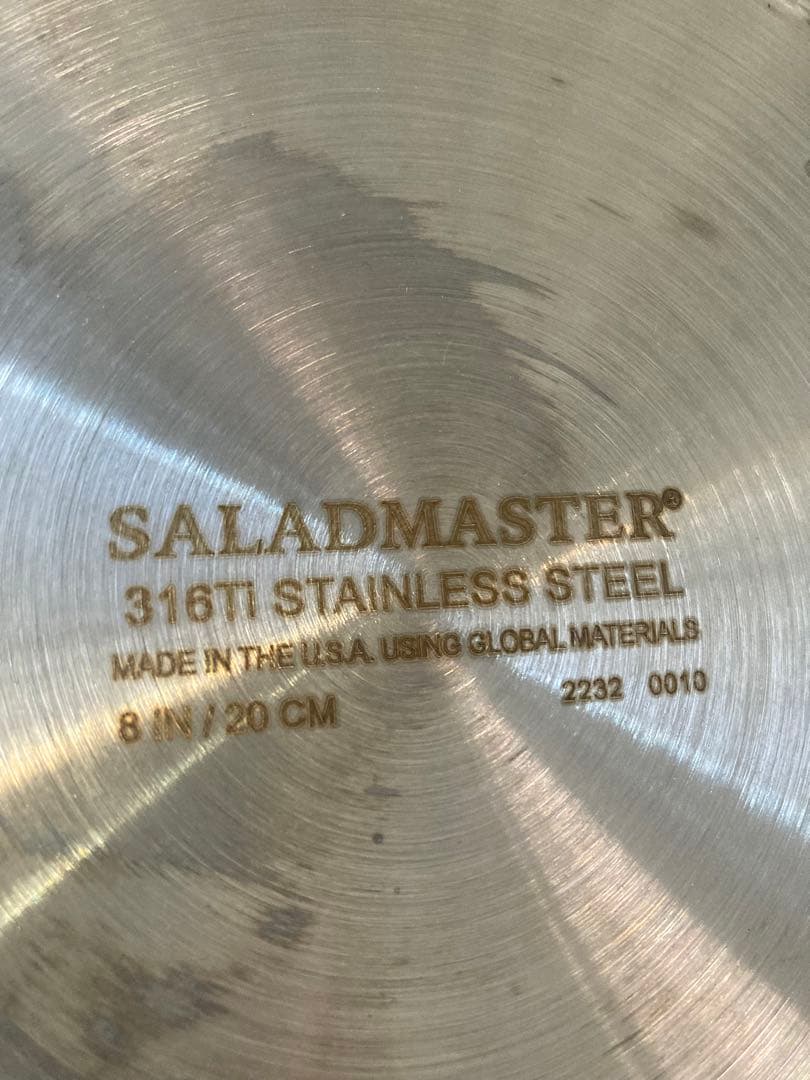 SALADMASTER®
316Ti STAINLESS STEEL
MADE IN THE U.S.A. USING GLOBAL MATERIALS
8 IN / 20 CM 2232 0010